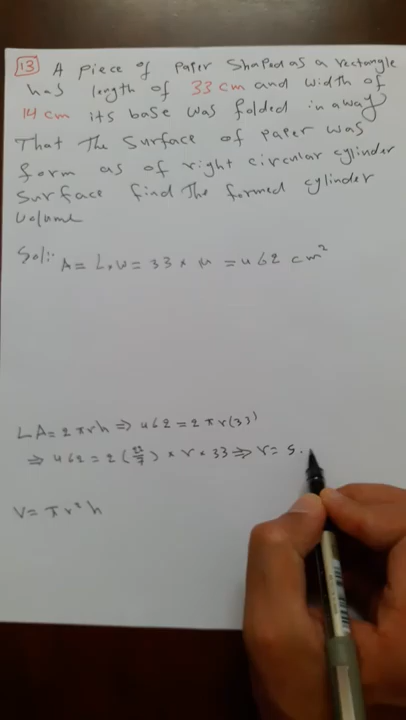 13 A piece of Paper Shaped as a rectangle
has length of 33 cm and width of
14 cm its base was folded in away
That The Surface of Paper was
form as of right circular cylinder
Surface find The formed cylinder
Volume
Sol:- A = L × W = 33 × 14 = 462 cm²
LA = 2πrh ⇒ 462 = 2πr(33)
⇒ 462 = 2(22/7) × r × 33 ⇒ r = 5.
V = πr²h